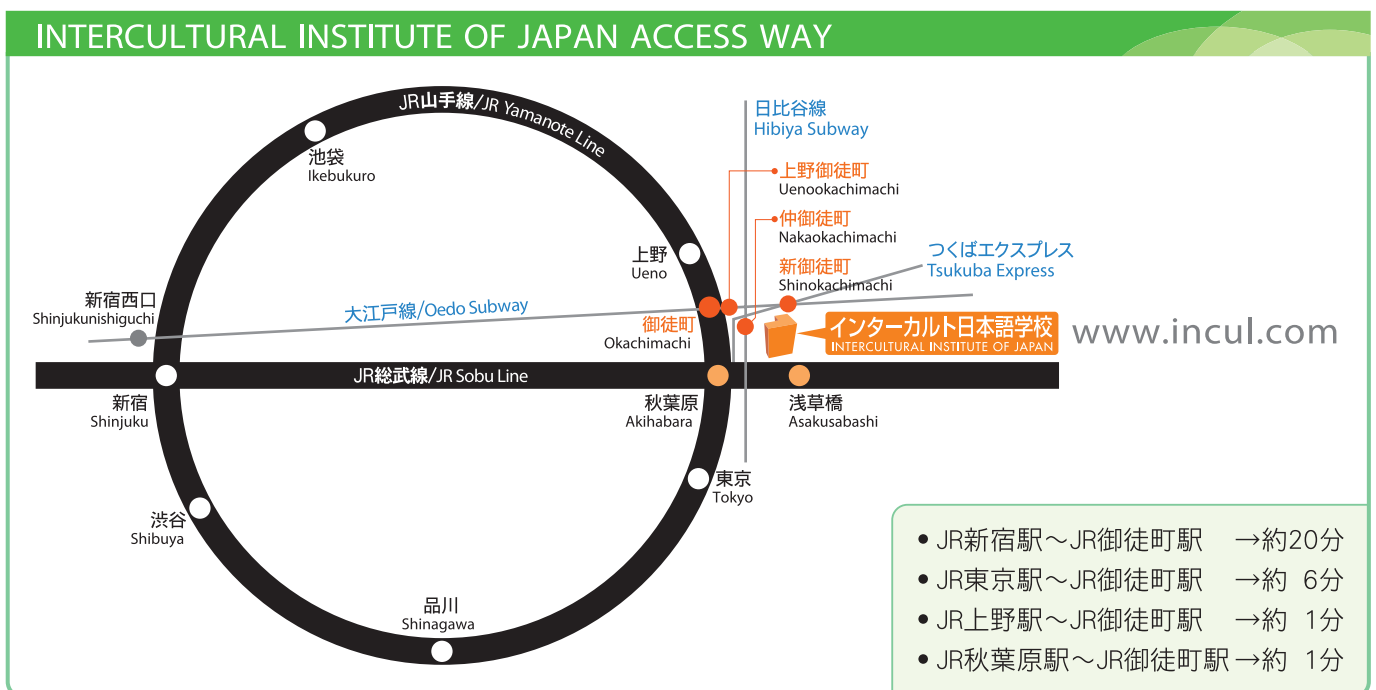 INTERCULTURAL INSTITUTE OF JAPAN ACCESS WAY
JR山手線/JR Yamanote Line
日比谷線
Hibiya Subway
池袋
Ikebukuro
上野御徒町
Uenookachimachi
仲御徒町
Nakaokachimachi
上野
Ueno
新御徒町
Shinokachimachi
つくばエクスプレス
Tsukuba Express
新宿西口
Shinjukunishiguchi
大江戸線/Oedo Subway
御徒町
Okachimachi
インターカルト日本語学校
INTERCULTURAL INSTITUTE OF JAPAN
www.incul.com
JR総武線/JR Sobu Line
新宿
Shinjuku
秋葉原
Akihabara
浅草橋
Asakusabashi
東京
Tokyo
渋谷
Shibuya
品川
Shinagawa
• JR新宿駅～JR御徒町駅 →約20分
• JR東京駅～JR御徒町駅 →約 6分
• JR上野駅～JR御徒町駅 →約 1分
• JR秋葉原駅～JR御徒町駅→約 1分